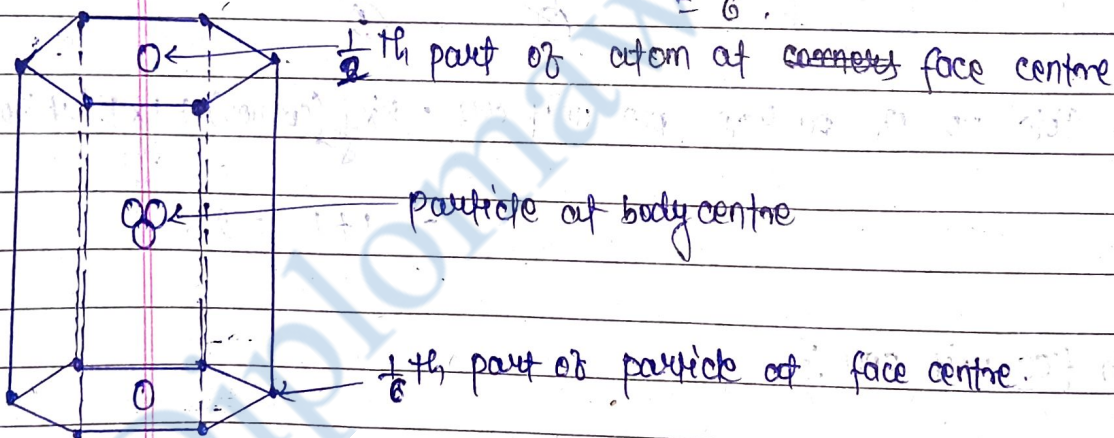 = 6.
1/2 th part of atom at corners face centre
particle at body centre
1/6 th part of particle at face centre.
Diplomaw